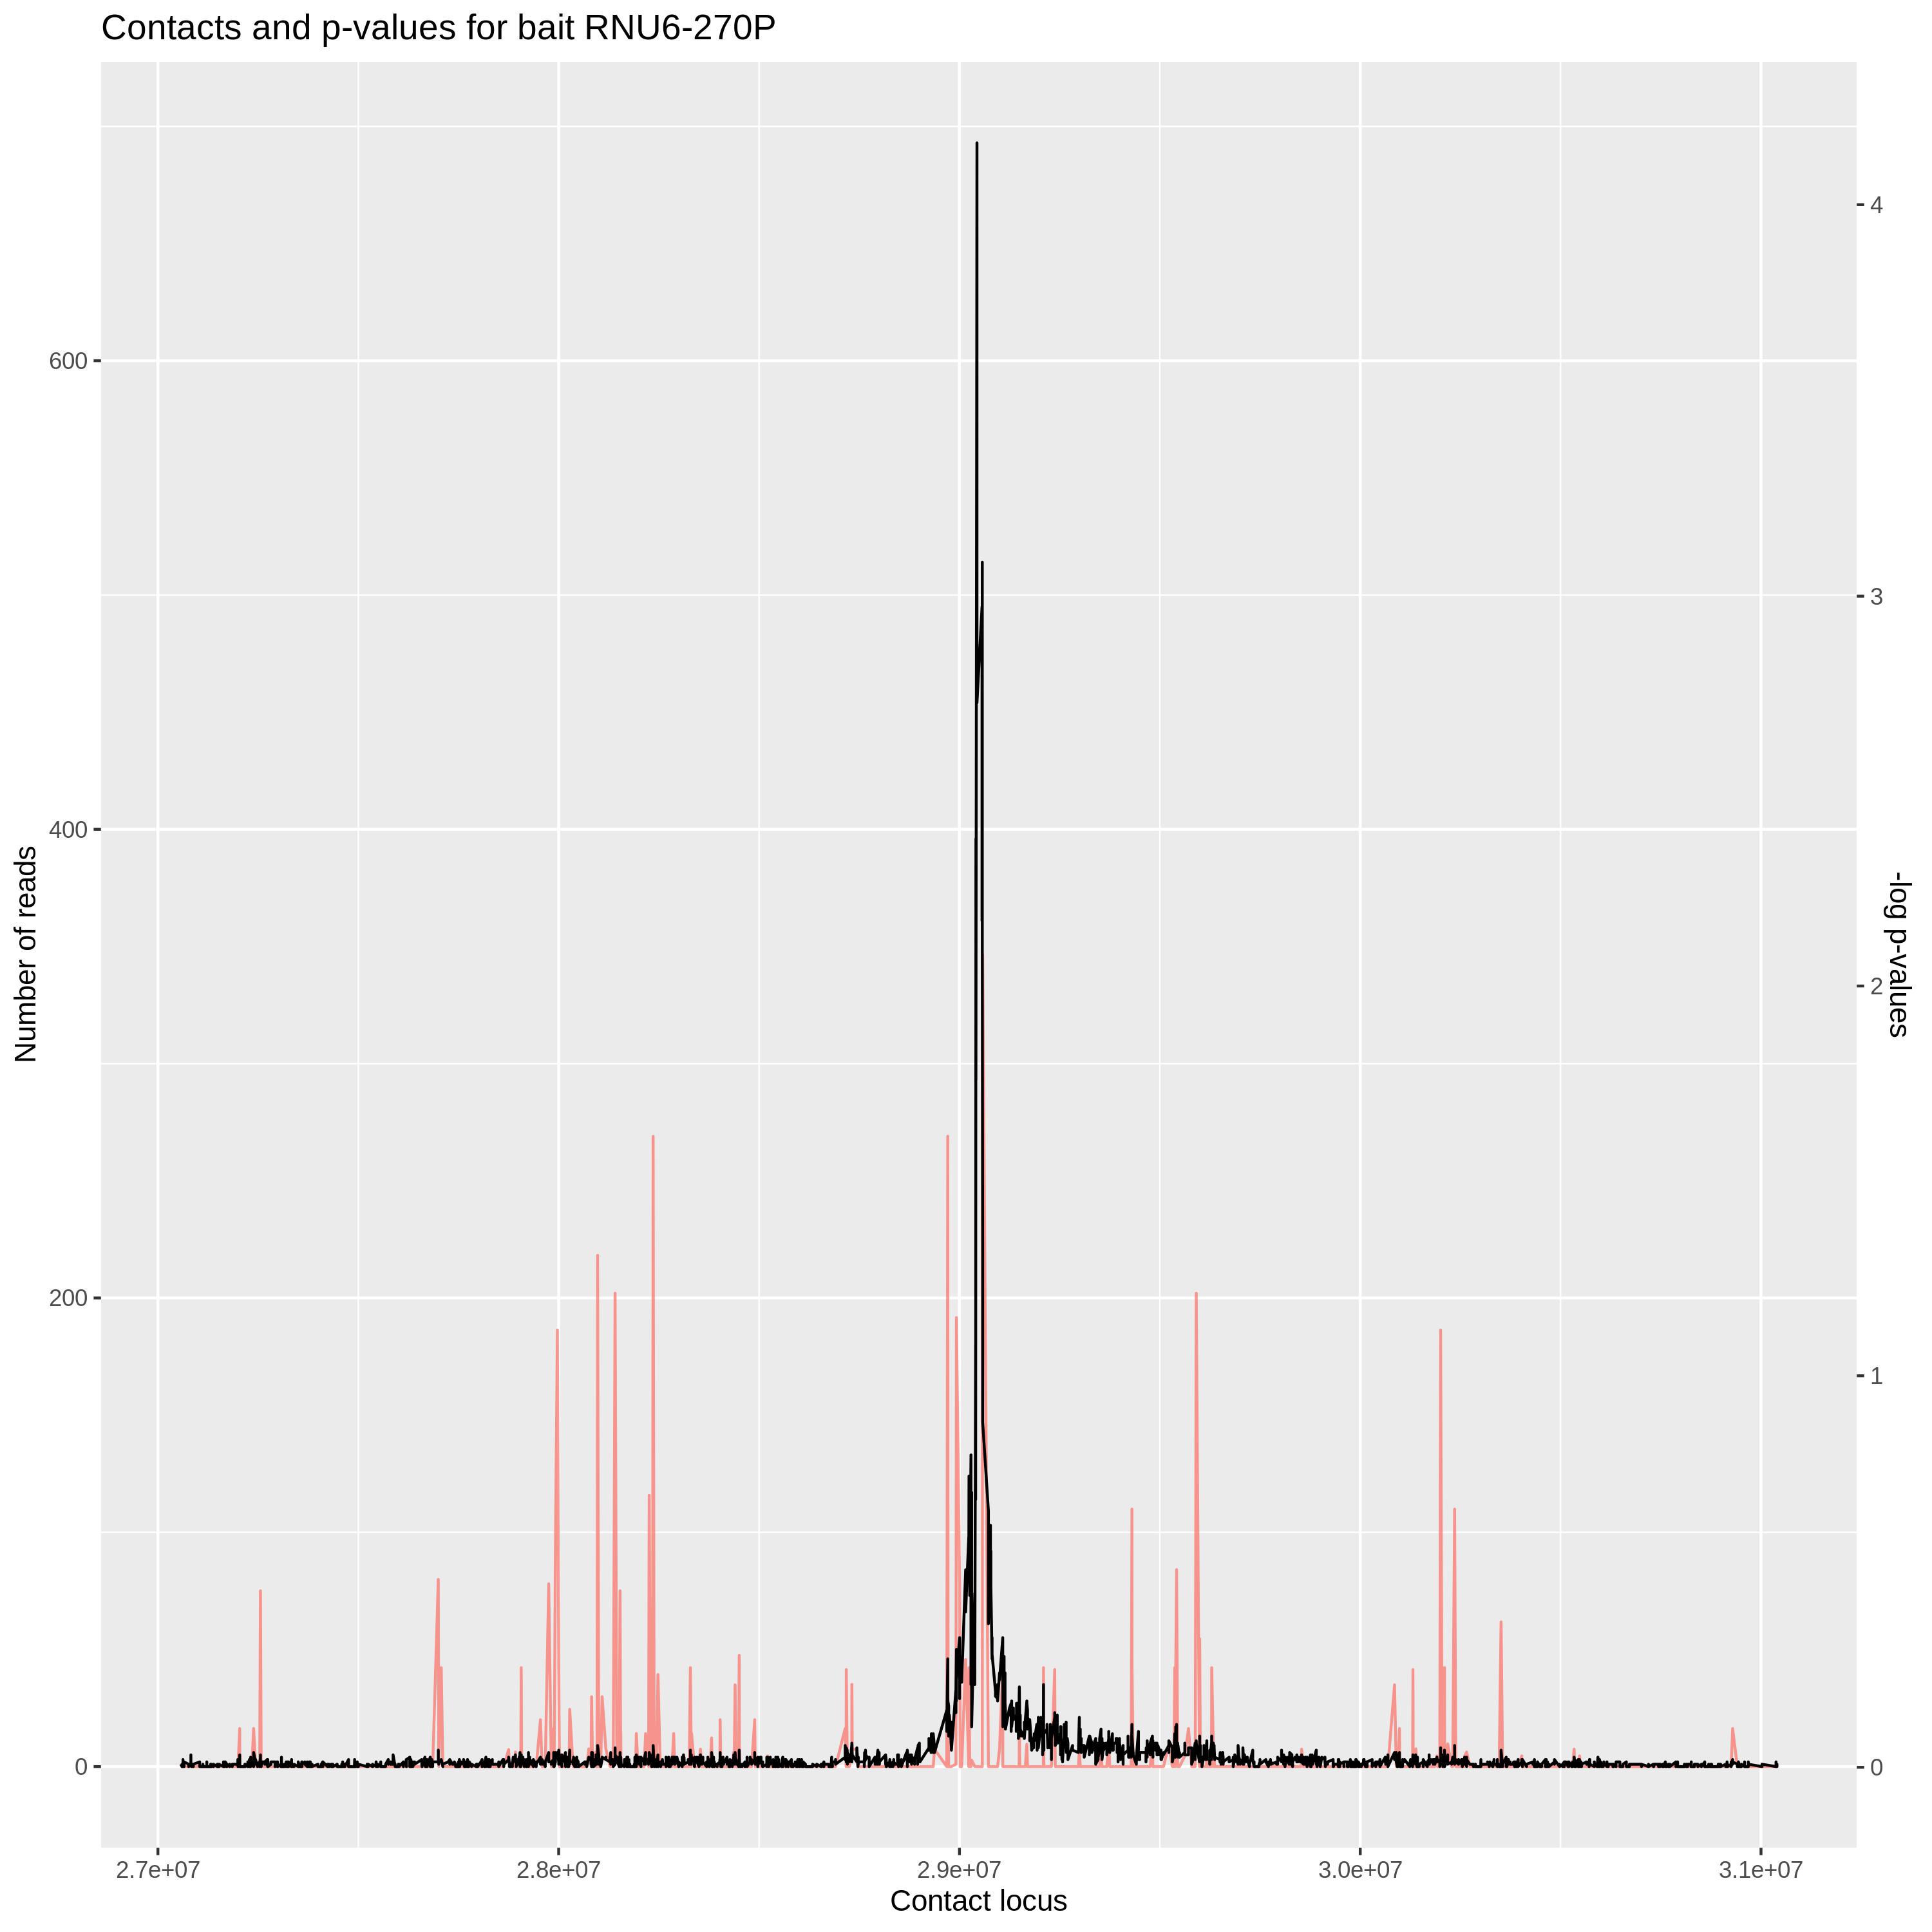 Contacts and p-values for bait RNU6-270P
Number of reads
600
400
200
0
4
3
2
1
0
-log p-values
2.7e+07 2.8e+07 2.9e+07 3.0e+07 3.1e+07
Contact locus